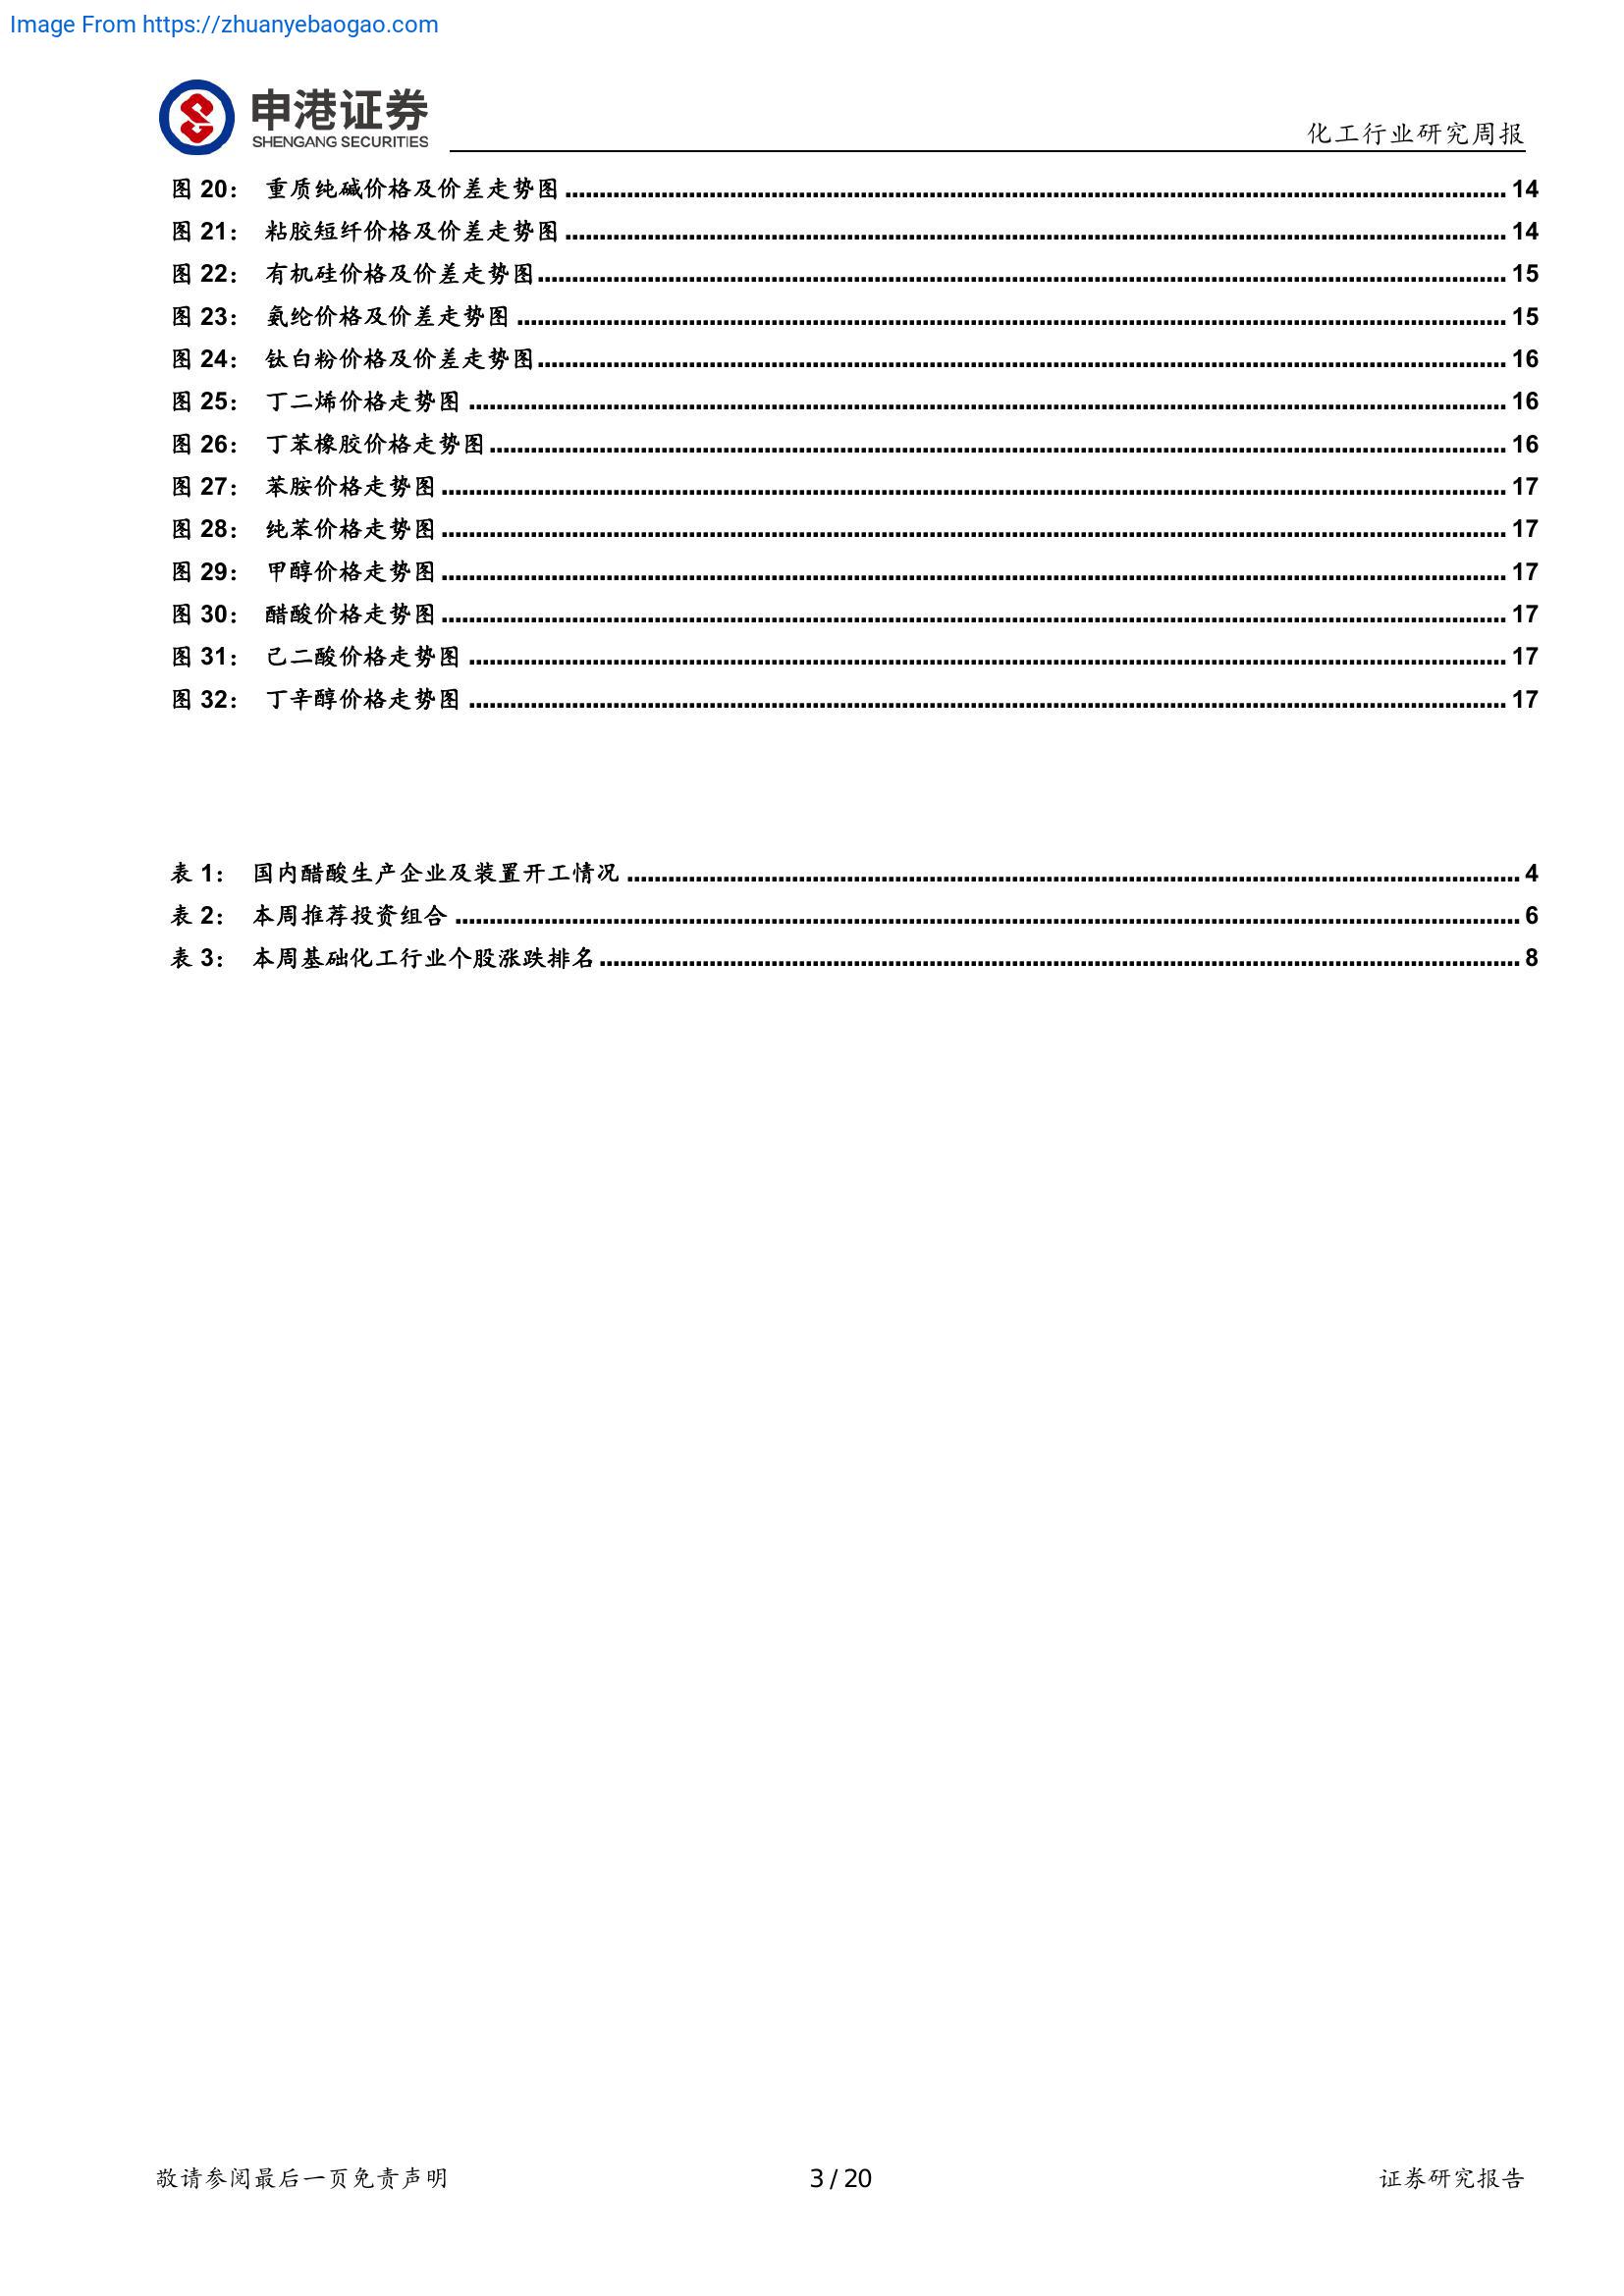 Image From https://zhuanyebaogao.com
申港证券
SHENGANG SECURITIES
化工行业研究周报
图 20： 重质纯碱价格及价差走势图 14
图 21： 粘胶短纤价格及价差走势图 14
图 22： 有机硅价格及价差走势图 15
图 23： 氨纶价格及价差走势图 15
图 24： 钛白粉价格及价差走势图 16
图 25： 丁二烯价格走势图 16
图 26： 丁苯橡胶价格走势图 16
图 27： 苯胺价格走势图 17
图 28： 纯苯价格走势图 17
图 29： 甲醇价格走势图 17
图 30： 醋酸价格走势图 17
图 31： 己二酸价格走势图 17
图 32： 丁辛醇价格走势图 17
表 1： 国内醋酸生产企业及装置开工情况 4
表 2： 本周推荐投资组合 6
表 3： 本周基础化工行业个股涨跌排名 8
敬请参阅最后一页免责声明
3 / 20
证券研究报告